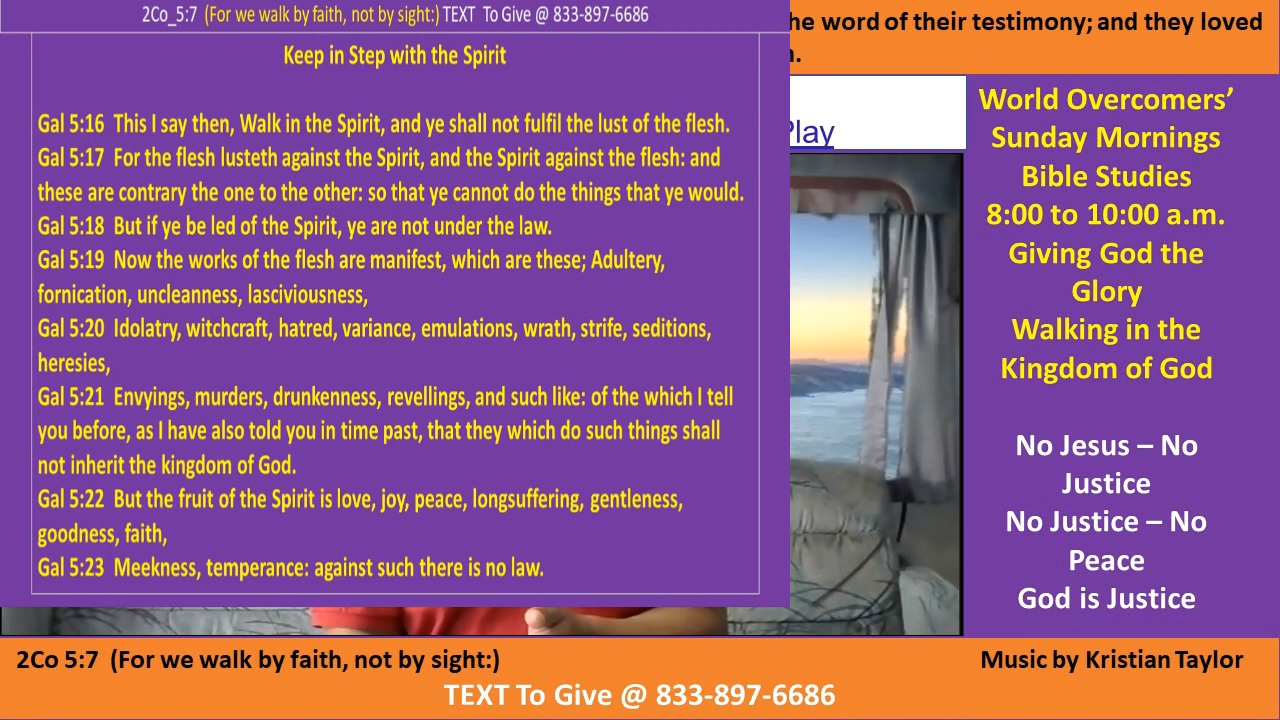 2Co_5:7 (For we walk by faith, not by sight:) TEXT To Give @ 833-897-6686
word of their testimony; and they loved
Keep in Step with the Spirit
Gal 5:16 This I say then, Walk in the Spirit, and ye shall not fulfil the lust of the flesh.
Gal 5:17 For the flesh lusteth against the Spirit, and the Spirit against the flesh: and
these are contrary the one to the other: so that ye cannot do the things that ye would.
Gal 5:18 But if ye be led of the Spirit, ye are not under the law.
Gal 5:19 Now the works of the flesh are manifest, which are these; Adultery,
fornication, uncleanness, lasciviousness,
Gal 5:20 Idolatry, witchcraft, hatred, variance, emulations, wrath, strife, seditions,
heresies,
Gal 5:21 Envyings, murders, drunkenness, revellings, and such like: of the which I tell
you before, as I have also told you in time past, that they which do such things shall
not inherit the kingdom of God.
Gal 5:22 But the fruit of the Spirit is love, joy, peace, longsuffering, gentleness,
goodness, faith,
Gal 5:23 Meekness, temperance: against such there is no law.
Play
World Overcomers’
Sunday Mornings
Bible Studies
8:00 to 10:00 a.m.
Giving God the
Glory
Walking in the
Kingdom of God
No Jesus – No
Justice
No Justice – No
Peace
God is Justice
2Co 5:7 (For we walk by faith, not by sight:)
Music by Kristian Taylor
TEXT To Give @ 833-897-6686